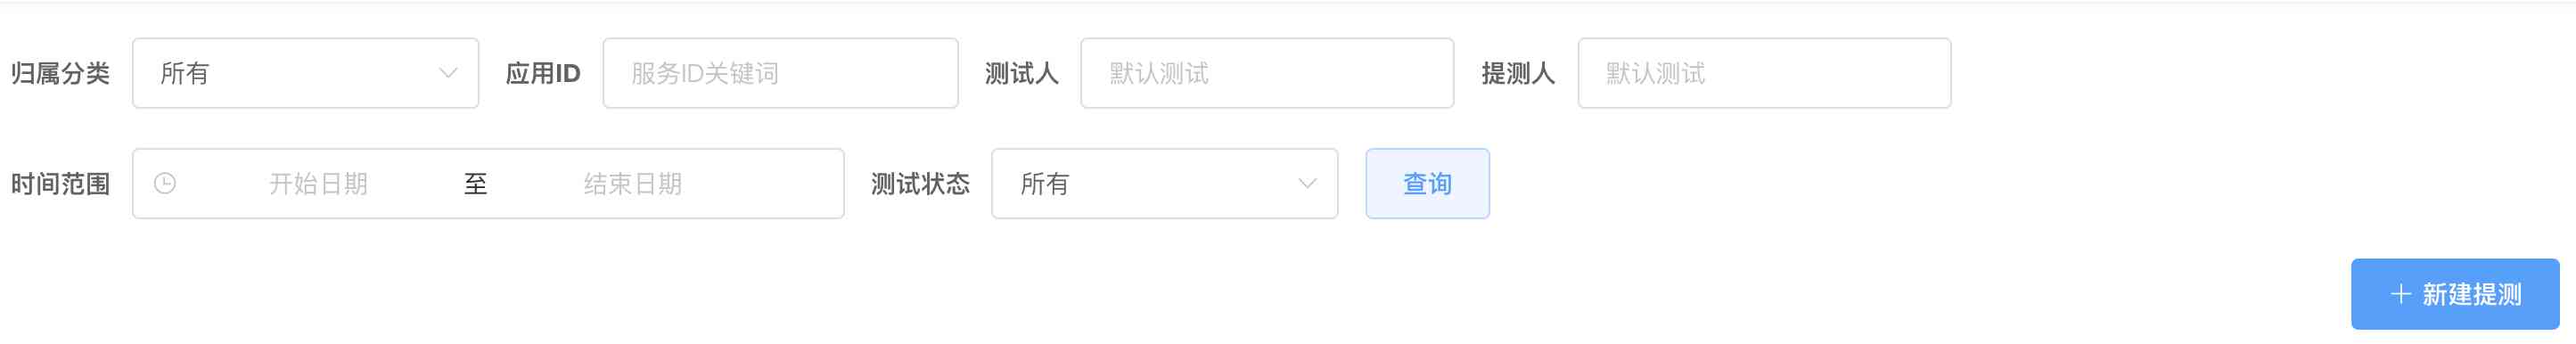 归属分类 所有 应用ID 服务ID关键词 测试人 默认测试 提测人 默认测试
时间范围 开始日期 至 结束日期 测试状态 所有 查询
新建提测